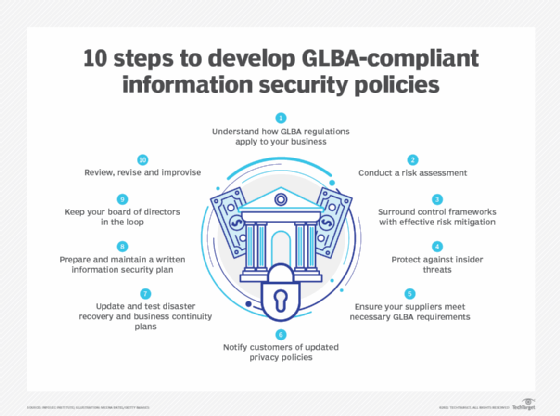 10 steps to develop GLBA-compliant
information security policies
1
Understand how GLBA regulations
apply to your business
2
Conduct a risk assessment
3
Surround control frameworks
with effective risk mitigation
4
Protect against insider
threats
5
Ensure your suppliers meet
necessary GLBA requirements
6
Notify customers of updated
privacy policies
7
Update and test disaster
recovery and business continuity
plans
8
Prepare and maintain a written
information security plan
9
Keep your board of directors
in the loop
10
Review, revise and improvise
TechTarget